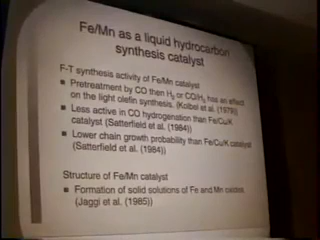 Fe/Mn as a liquid hydrocarbon
synthesis catalyst
F-T synthesis activity of Fe/Mn catalyst
Pretreatment by CO then H₂ or CO/H₂ has an effect
on the light olefin synthesis. (Kolbel et al. (1979))
Less active in CO hydrogenation than Fe/Cu/K
catalyst (Satterfield et al. (1984))
Lower chain growth probability than Fe/Cu/K catalyst
(Satterfield et al. (1984))
Structure of Fe/Mn catalyst
Formation of solid solutions of Fe and Mn oxides
(Jaggi et al. (1985))